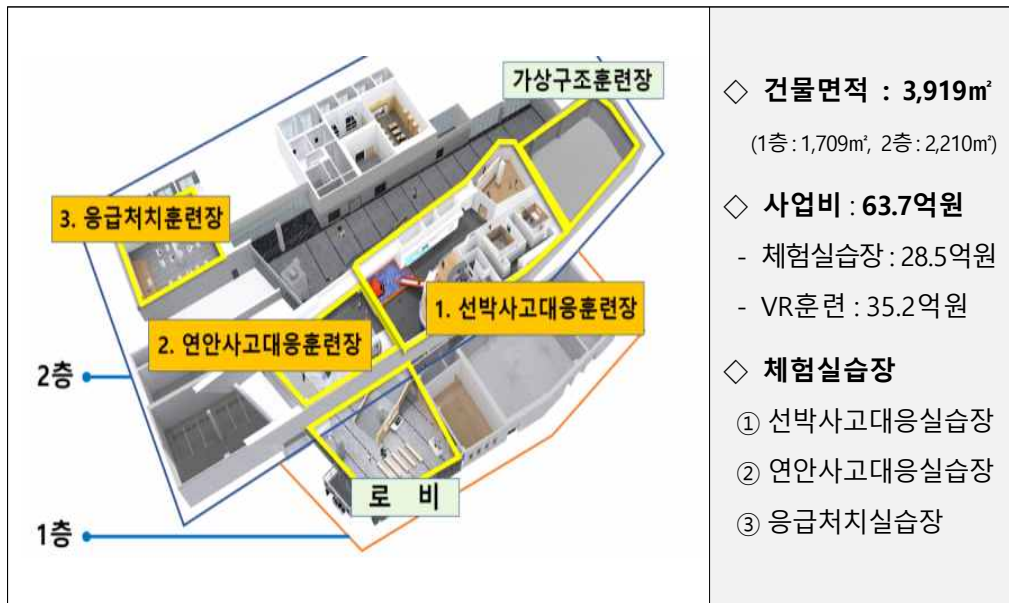 가상구조훈련장
3. 응급처치훈련장
1. 선박사고대응훈련장
2. 연안사고대응훈련장
2층
로 비
1층
◇ 건물면적 : 3,919㎡
(1층 : 1,709㎡, 2층 : 2,210㎡)
◇ 사업비 : 63.7억원
- 체험실습장 : 28.5억원
- VR훈련 : 35.2억원
◇ 체험실습장
① 선박사고대응실습장
② 연안사고대응실습장
③ 응급처치실습장